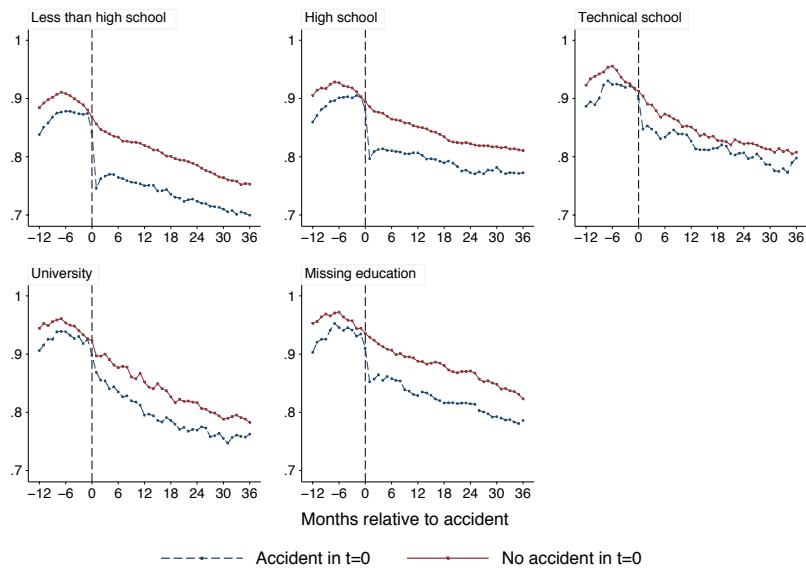 Less than high school
High school
Technical school
1
.9
.8
.7
−12 −6 0 6 12 18 24 30 36
1
.9
.8
.7
−12 −6 0 6 12 18 24 30 36
1
.9
.8
.7
−12 −6 0 6 12 18 24 30 36
University
Missing education
1
.9
.8
.7
−12 −6 0 6 12 18 24 30 36
1
.9
.8
.7
−12 −6 0 6 12 18 24 30 36
Months relative to accident
Accident in t=0
No accident in t=0